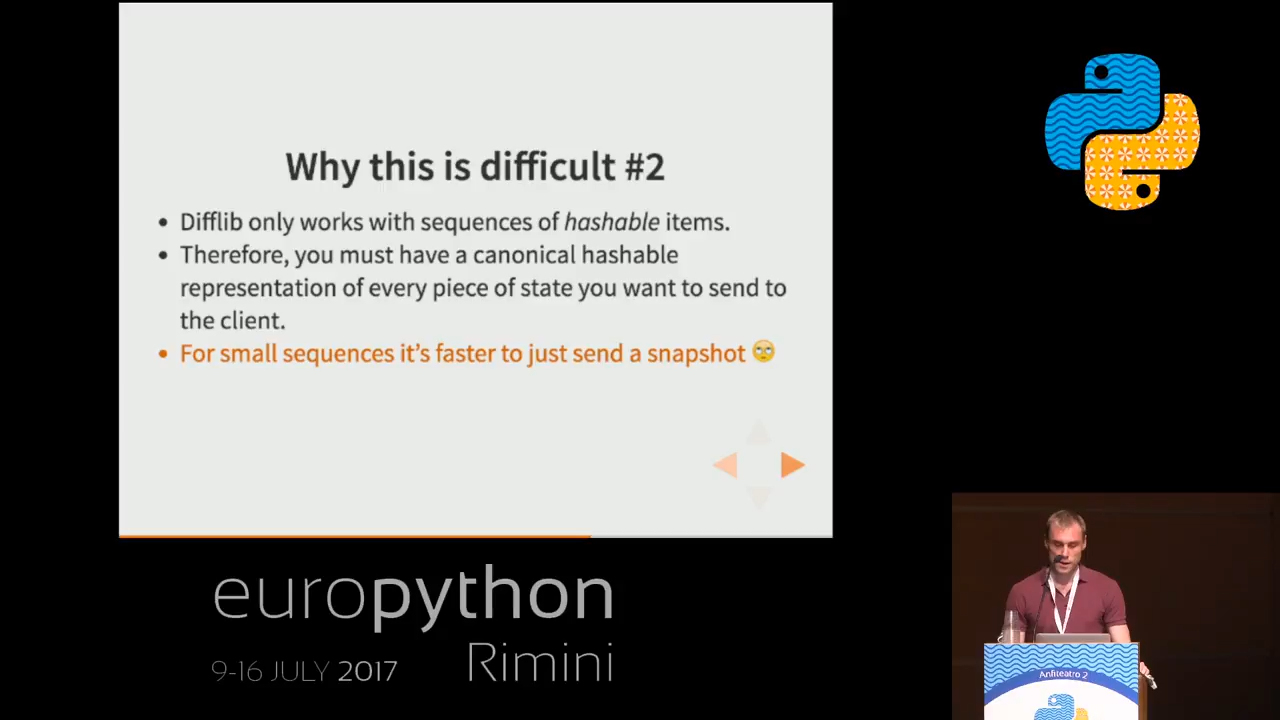 Why this is difficult #2
• Difflib only works with sequences of hashable items.
• Therefore, you must have a canonical hashable
representation of every piece of state you want to send to
the client.
• For small sequences it’s faster to just send a snapshot 🙄
europython
9-16 JULY 2017
Rimini
Anfiteatro 2